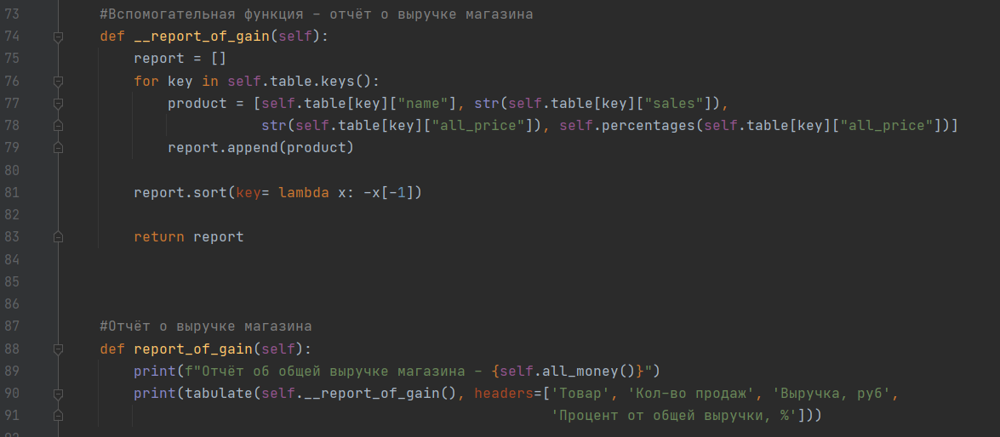 73 #Вспомогательная функция - отчёт о выручке магазина
74 def __report_of_gain(self):
75 report = []
76 for key in self.table.keys():
77 product = [self.table[key]["name"], str(self.table[key]["sales"]),
78 str(self.table[key]["all_price"]), self.percentages(self.table[key]["all_price"])]
79 report.append(product)
80
81 report.sort(key= lambda x: -x[-1])
82
83 return report
84
85
86
87 #Отчёт о выручке магазина
88 def report_of_gain(self):
89 print(f"Отчёт об общей выручке магазина - {self.all_money()}")
90 print(tabulate(self.__report_of_gain(), headers=['Товар', 'Кол-во продаж', 'Выручка, руб',
91 'Процент от общей выручки, %']))